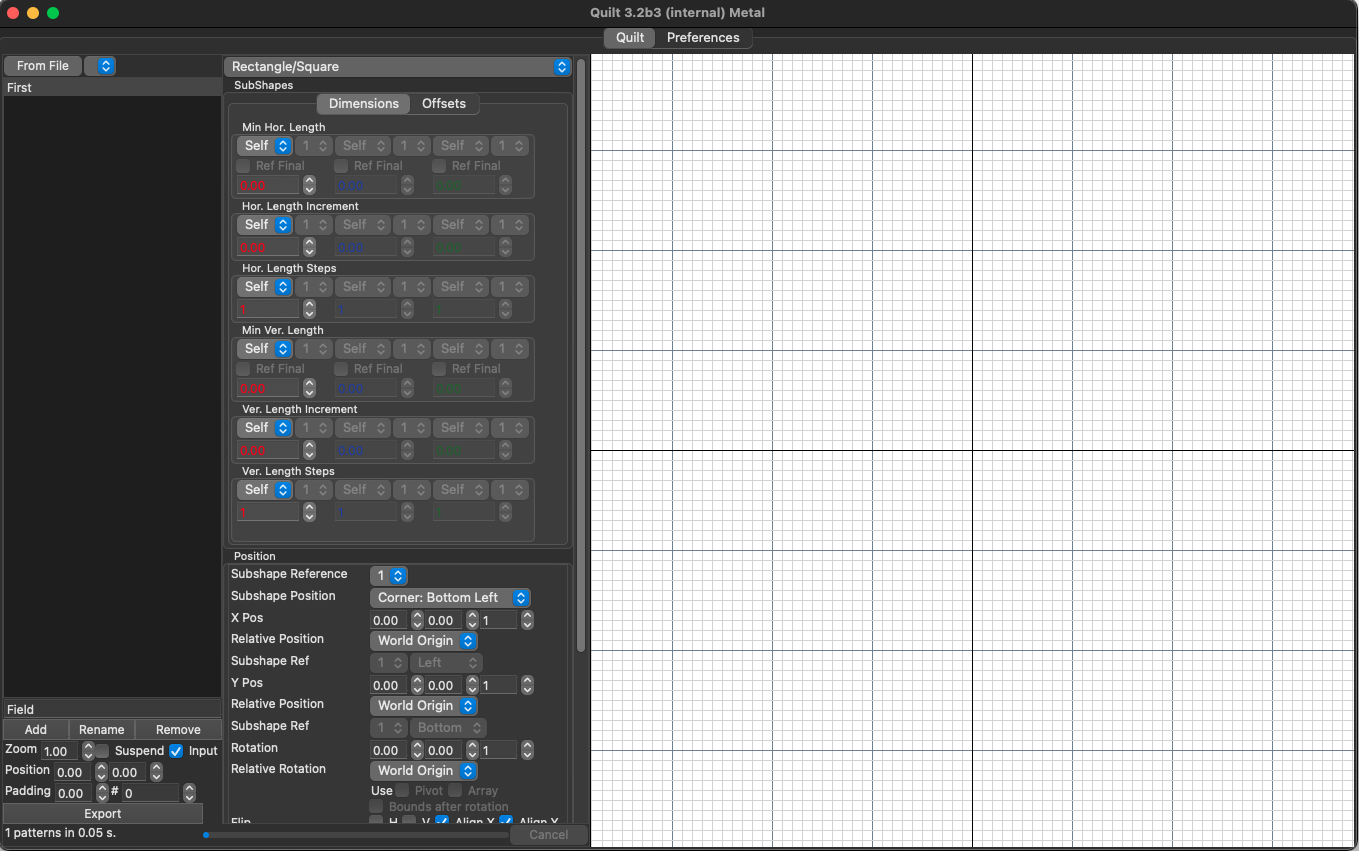 Quilt 3.2b3 (internal) Metal
Quilt Preferences
From File
First
Rectangle/Square
SubShapes
Dimensions Offsets
Min Hor. Length
Self 1 Self 1 Self 1
Ref Final Ref Final Ref Final
0.00 0.00 0.00
Hor. Length Increment
Self 1 Self 1 Self 1
0.00 0.00 0.00
Hor. Length Steps
Self 1 Self 1 Self 1
1 1 1
Min Ver. Length
Self 1 Self 1 Self 1
Ref Final Ref Final Ref Final
0.00 0.00 0.00
Ver. Length Increment
Self 1 Self 1 Self 1
0.00 0.00 0.00
Ver. Length Steps
Self 1 Self 1 Self 1
1 1 1
Position
Subshape Reference 1
Subshape Position Corner: Bottom Left
X Pos 0.00 0.00 1
Relative Position World Origin
Subshape Ref 1 Left
Y Pos 0.00 0.00 1
Relative Position World Origin
Subshape Ref 1 Bottom
Rotation 0.00 0.00 1
Relative Rotation World Origin
Use Pivot Array
Bounds after rotation
Flip H V Align X Align Y
Field
Add Rename Remove
Zoom 1.00 Suspend Input
Position 0.00 0.00
Padding 0.00 # 0
Export
1 patterns in 0.05 s.
Cancel